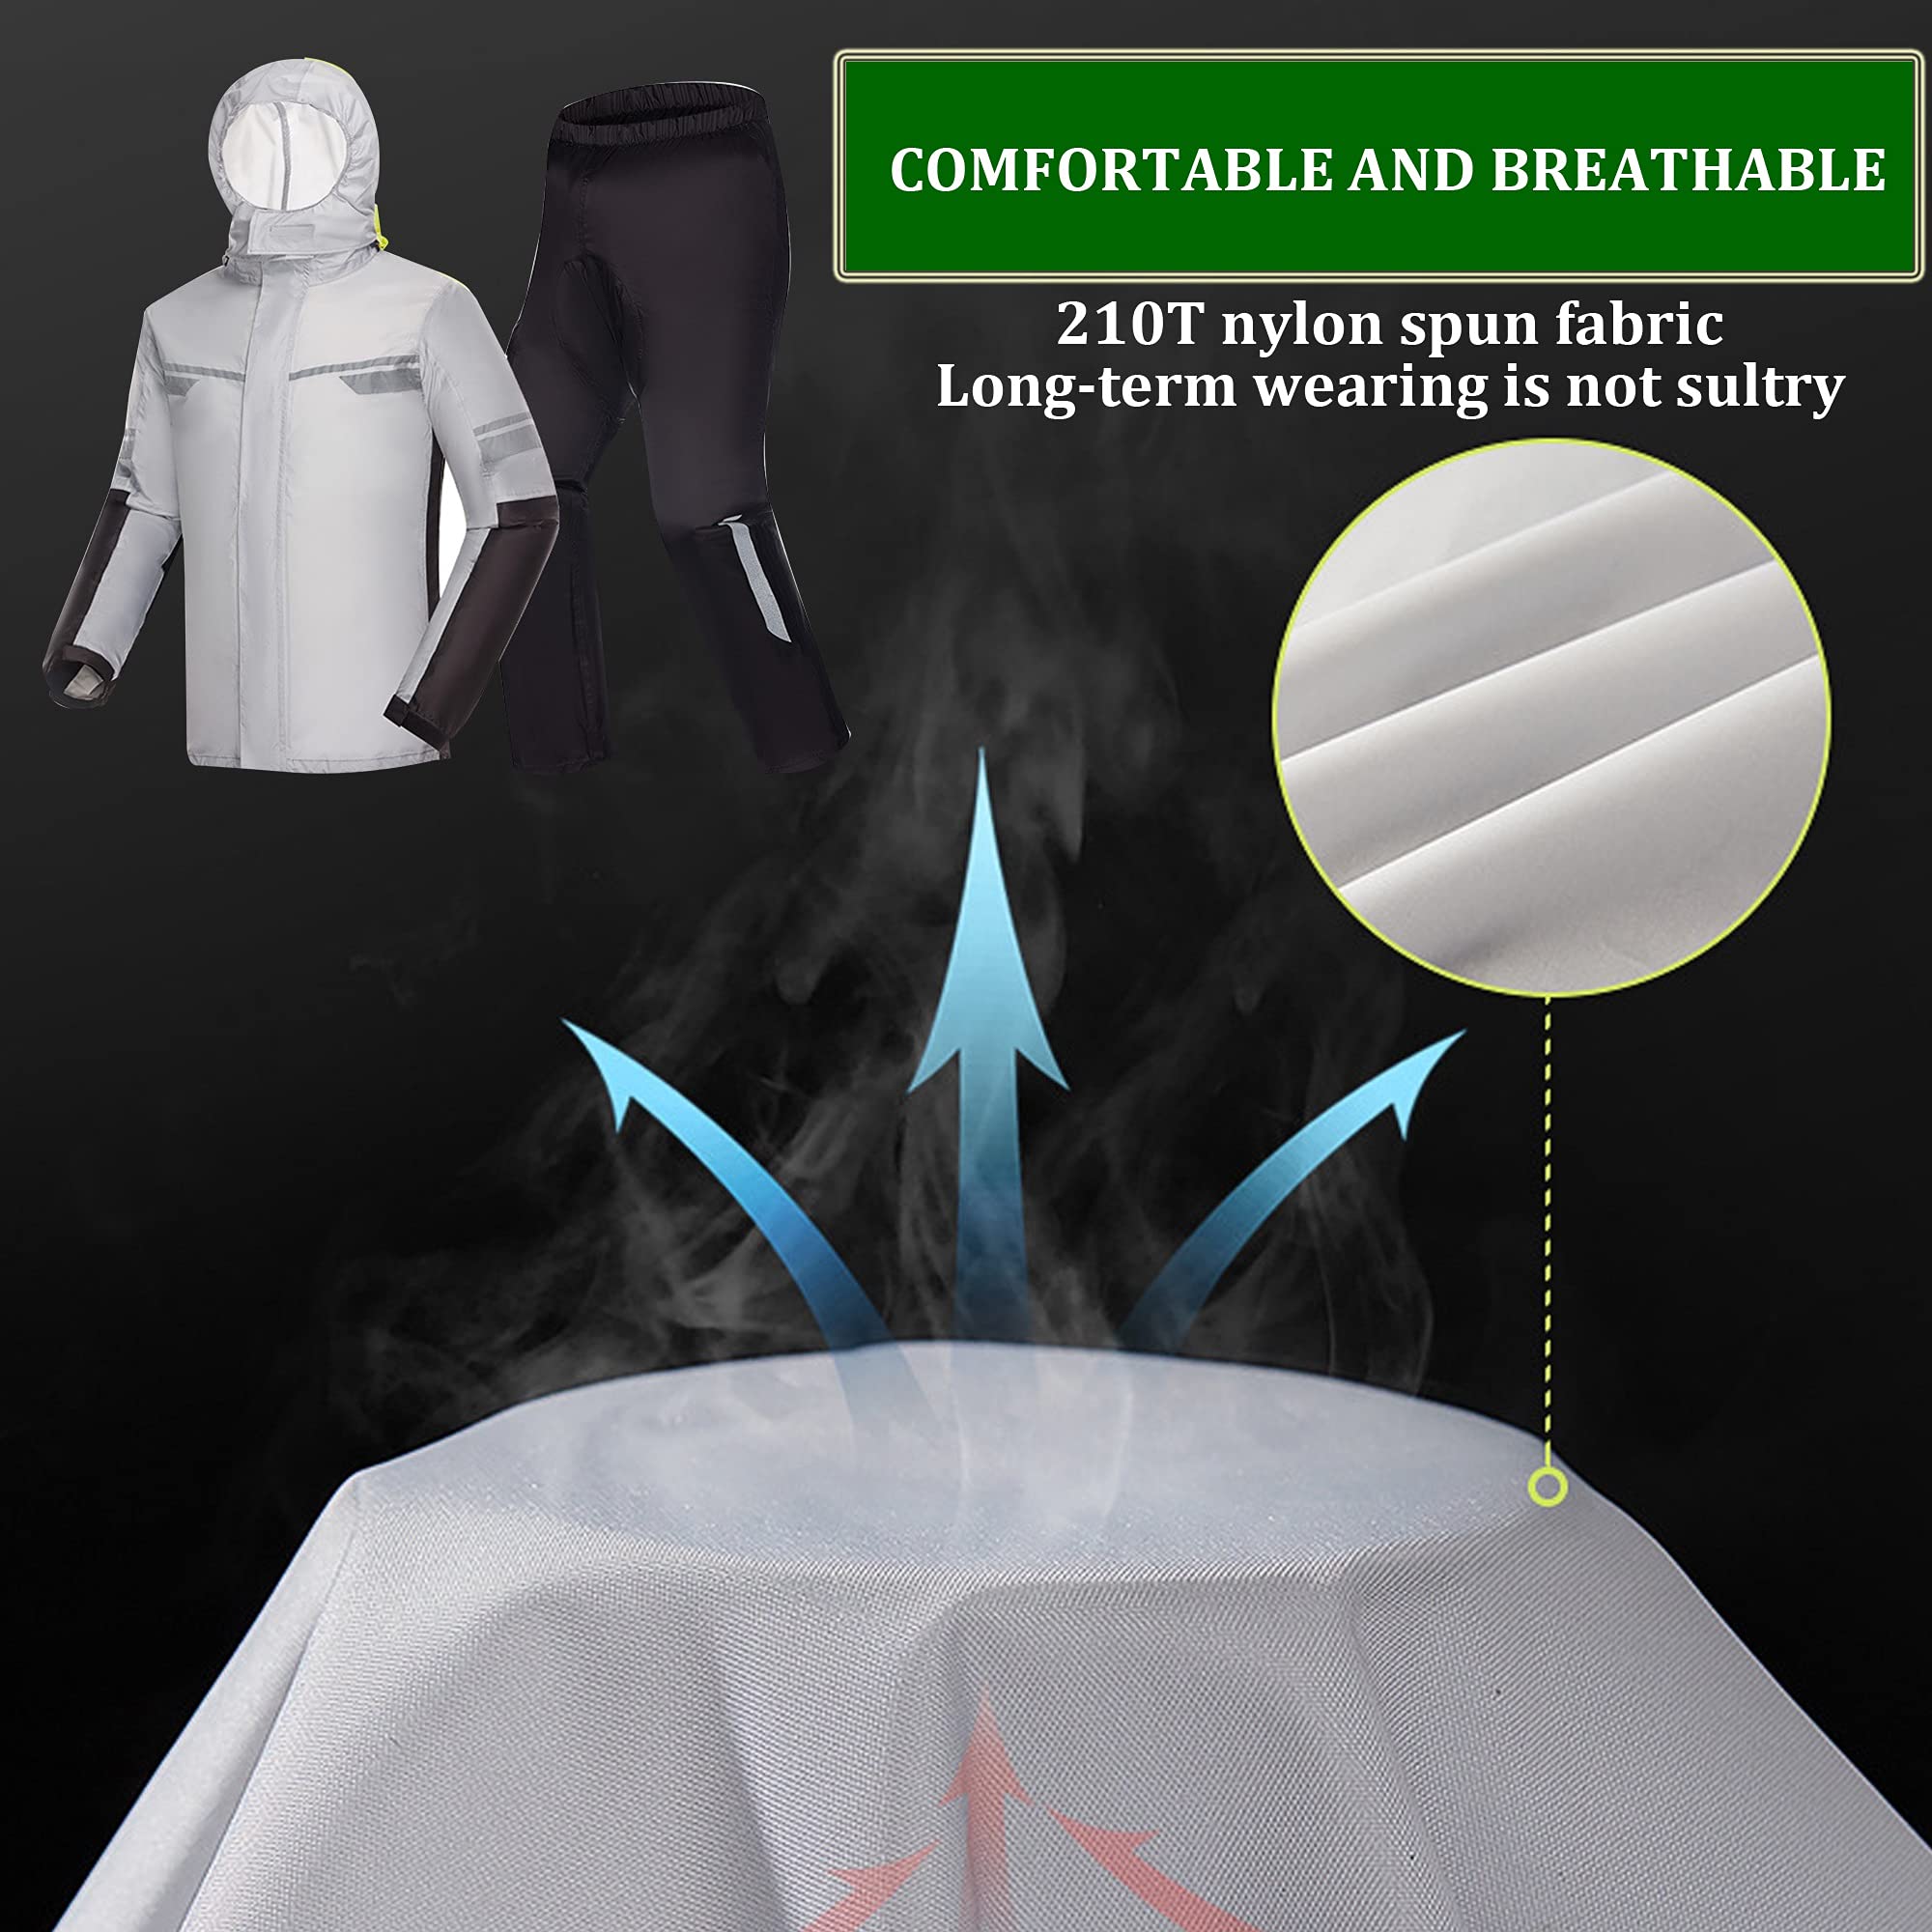 COMFORTABLE AND BREATHABLE
210T nylon spun fabric
Long-term wearing is not sultry